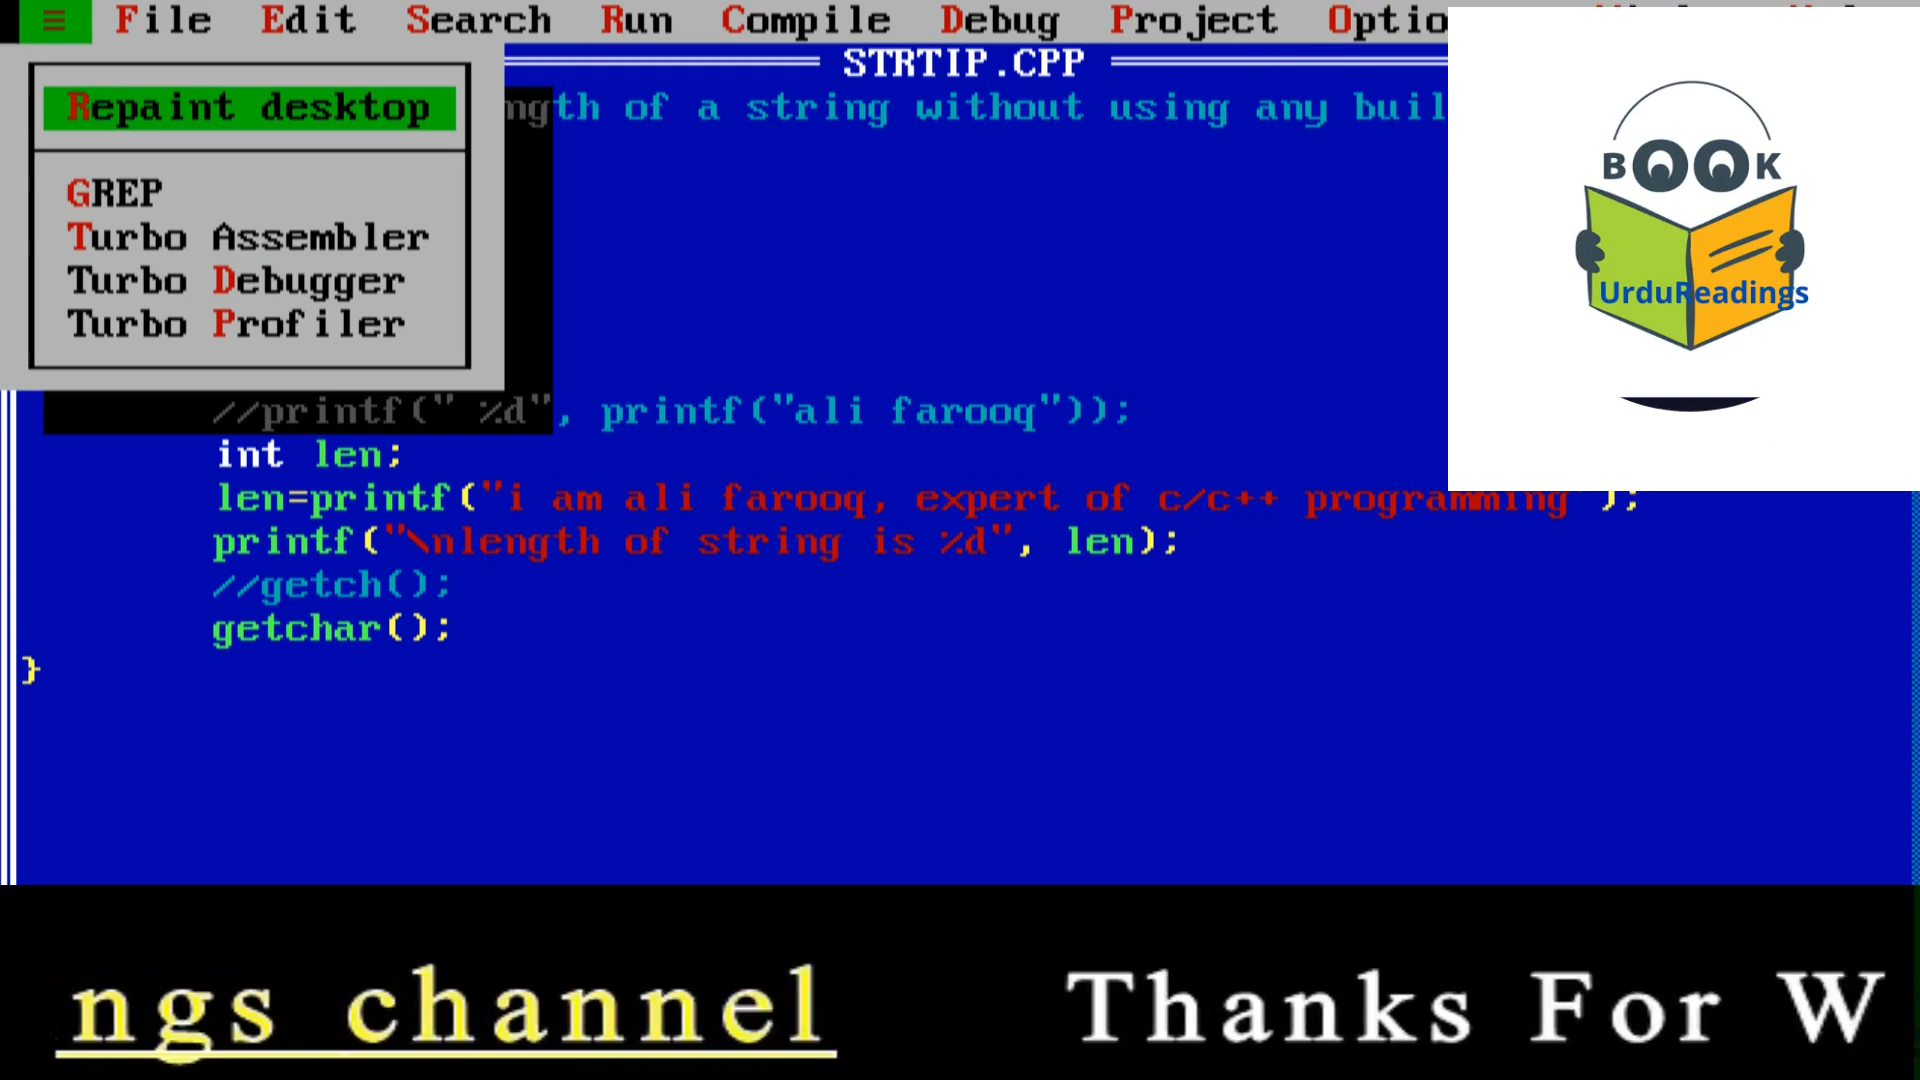 ≡ File Edit Search Run Compile Debug Project Optio
STRTIP.CPP
Repaint desktop
ngth of a string without using any buil
GREP
Turbo Assembler
Turbo Debugger
Turbo Profiler
//printf(" %d", printf("ali farooq"));
int len;
len=printf("i am ali farooq, expert of c/c++ programming");
printf("\nlength of string is %d", len);
//getch();
getchar();
}
BOOK
UrduReadings
ngs channel Thanks For W